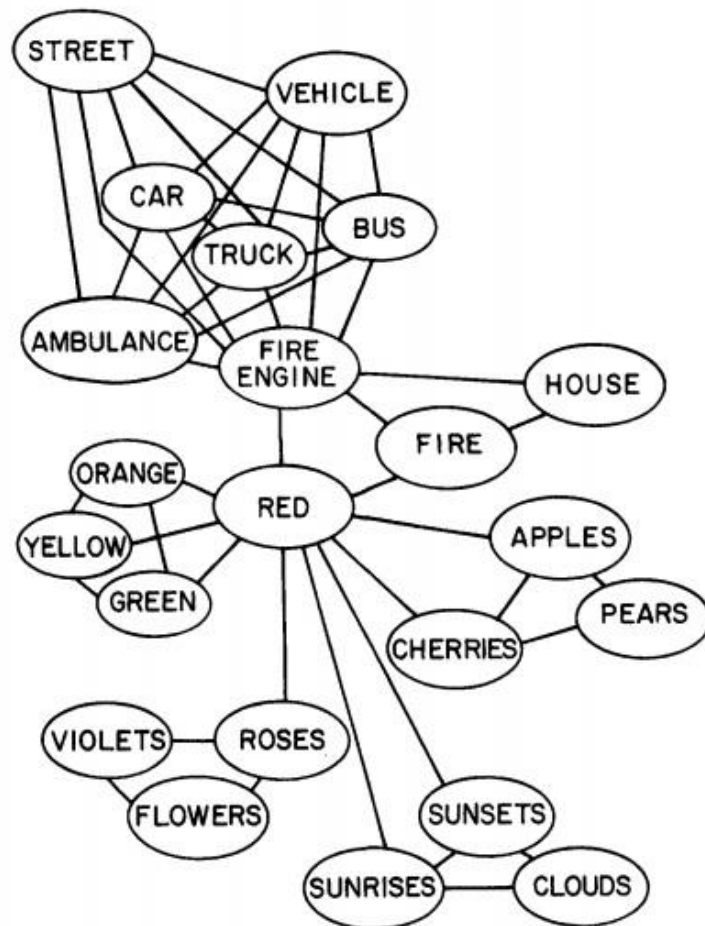 STREET
VEHICLE
CAR
BUS
TRUCK
AMBULANCE
FIRE
ENGINE
HOUSE
FIRE
ORANGE
RED
APPLES
YELLOW
GREEN
PEARS
CHERRIES
VIOLETS
ROSES
FLOWERS
SUNSETS
SUNRISES
CLOUDS